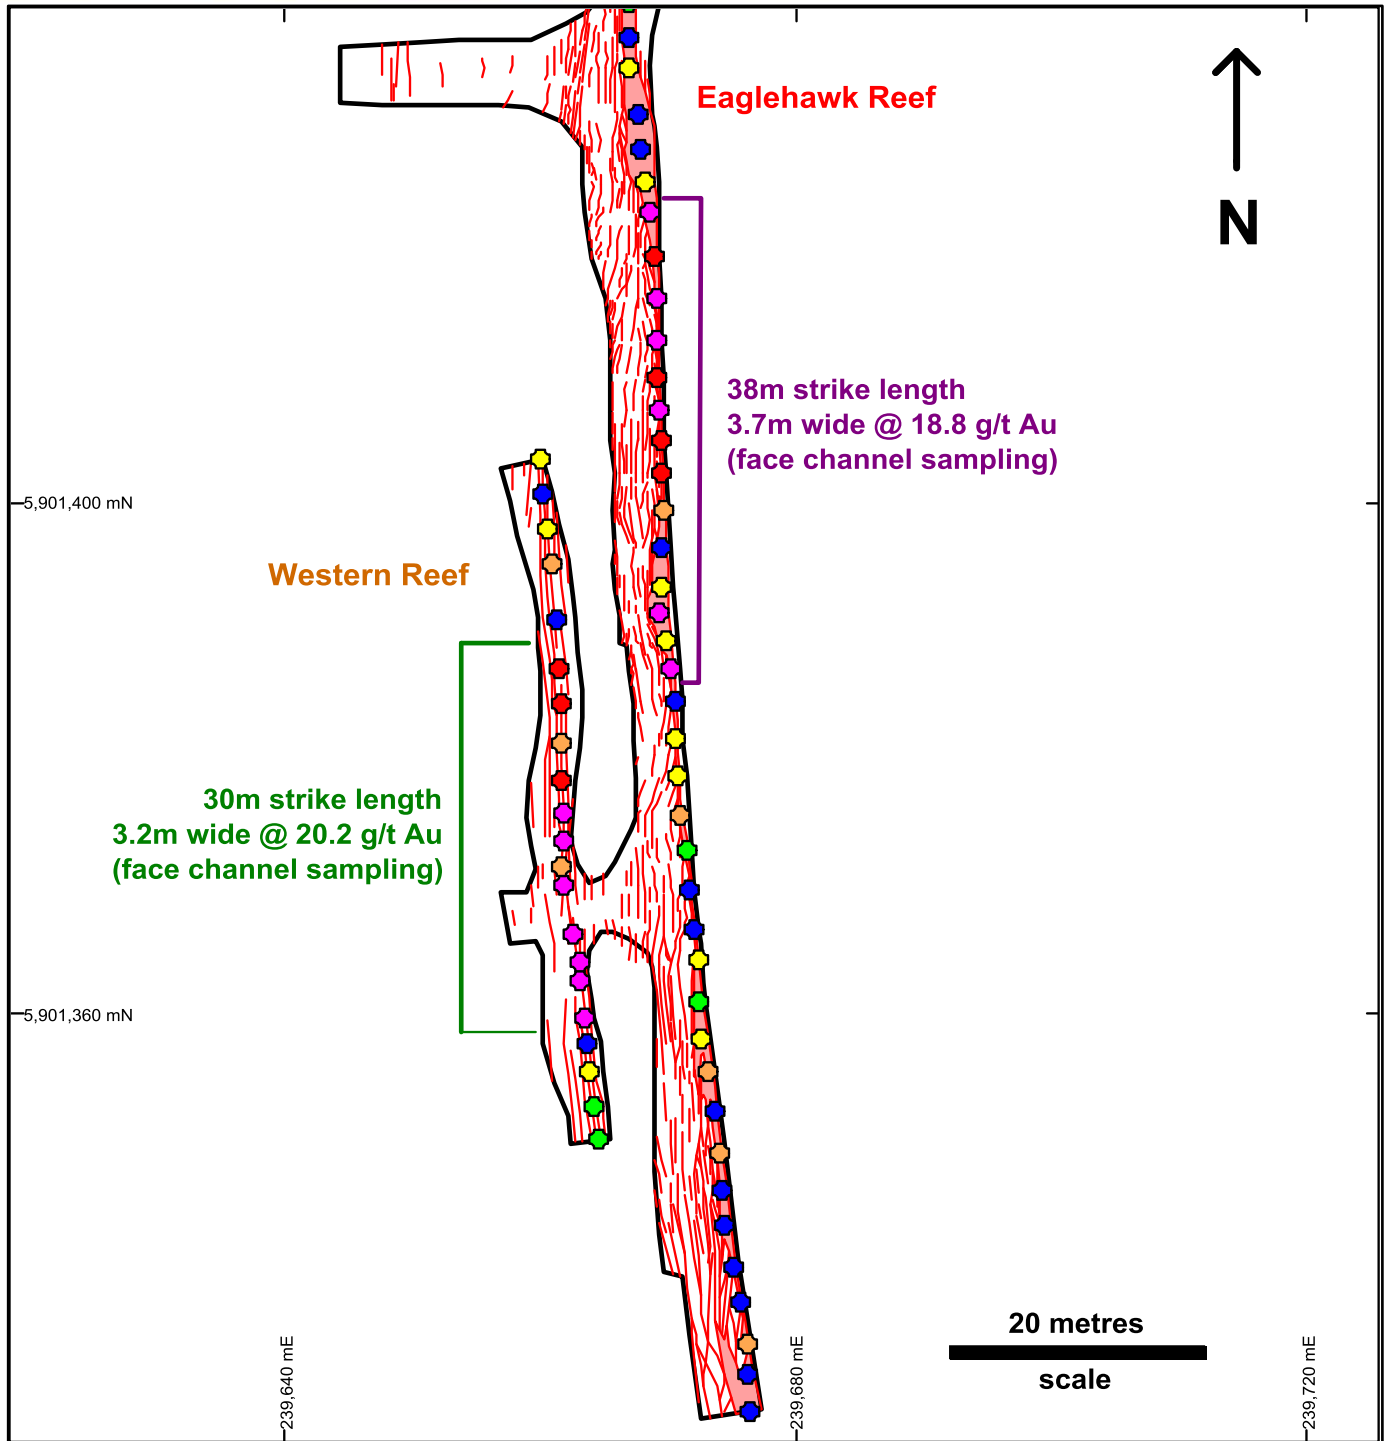 Eaglehawk Reef
N
38m strike length
3.7m wide @ 18.8 g/t Au
(face channel sampling)
5,901,400 mN
Western Reef
30m strike length
3.2m wide @ 20.2 g/t Au
(face channel sampling)
5,901,360 mN
20 metres
scale
239,640 mE
239,680 mE
239,720 mE